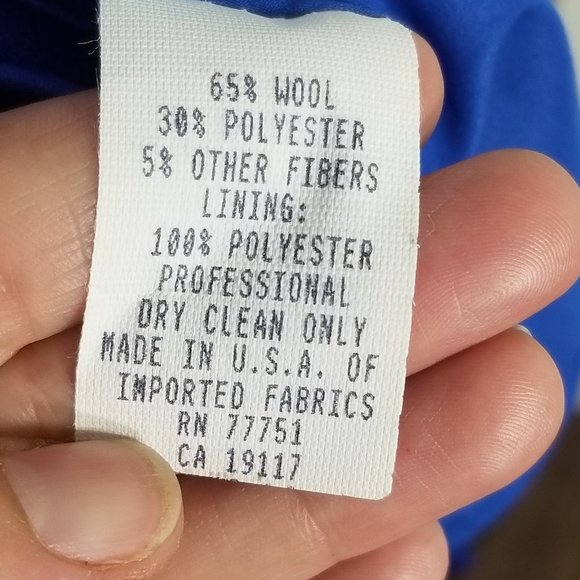 65% WOOL
30% POLYESTER
5% OTHER FIBERS
LINING:
100% POLYESTER
PROFESSIONAL
DRY CLEAN ONLY
MADE IN U.S.A. OF
IMPORTED FABRICS
RN 77751
CA 19117